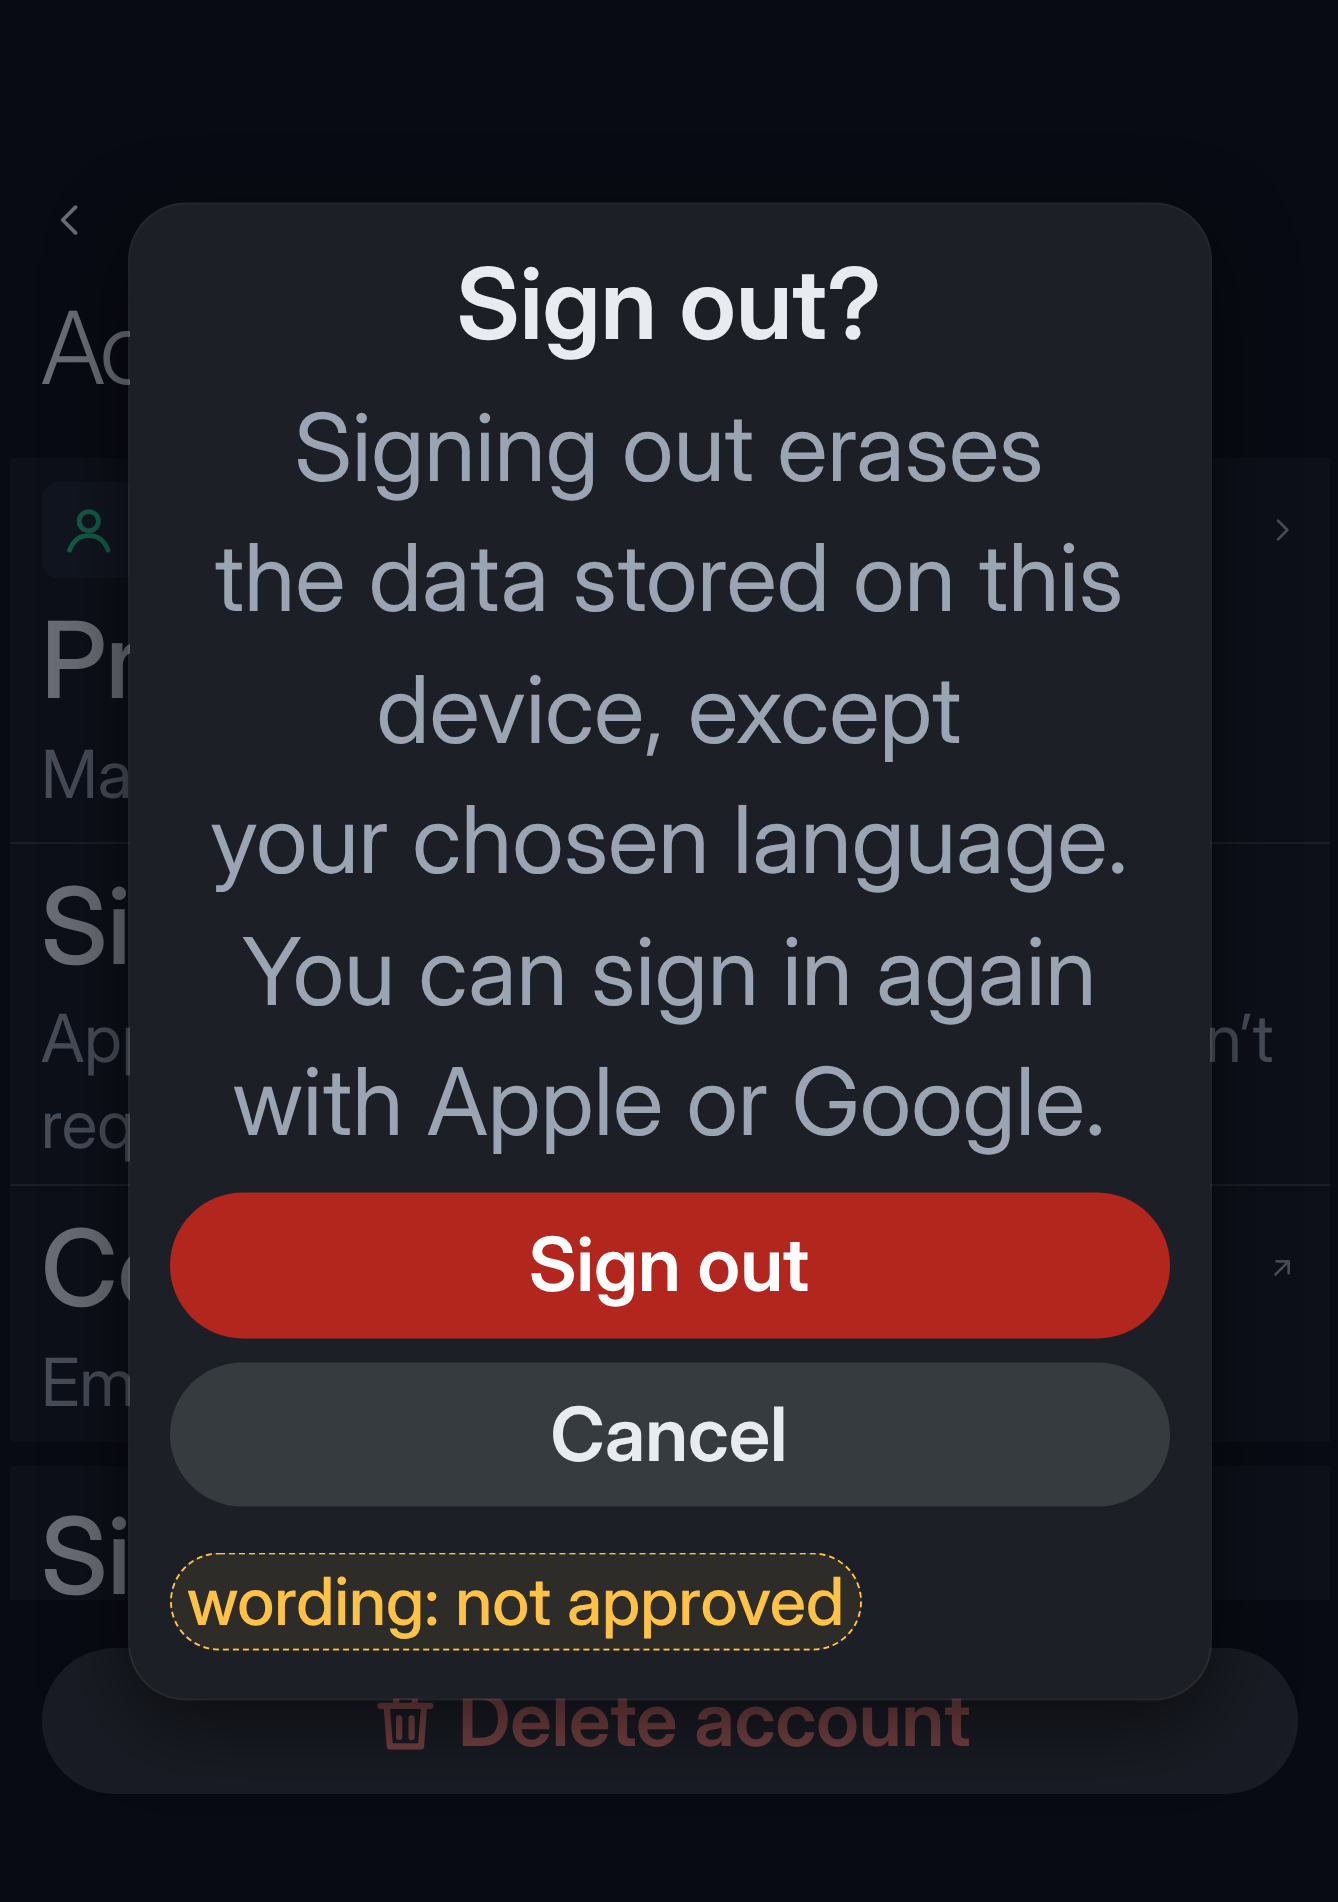 Sign out?
Signing out erases
the data stored on this
device, except
your chosen language.
You can sign in again
with Apple or Google.
Sign out
Cancel
wording: not approved
Delete account